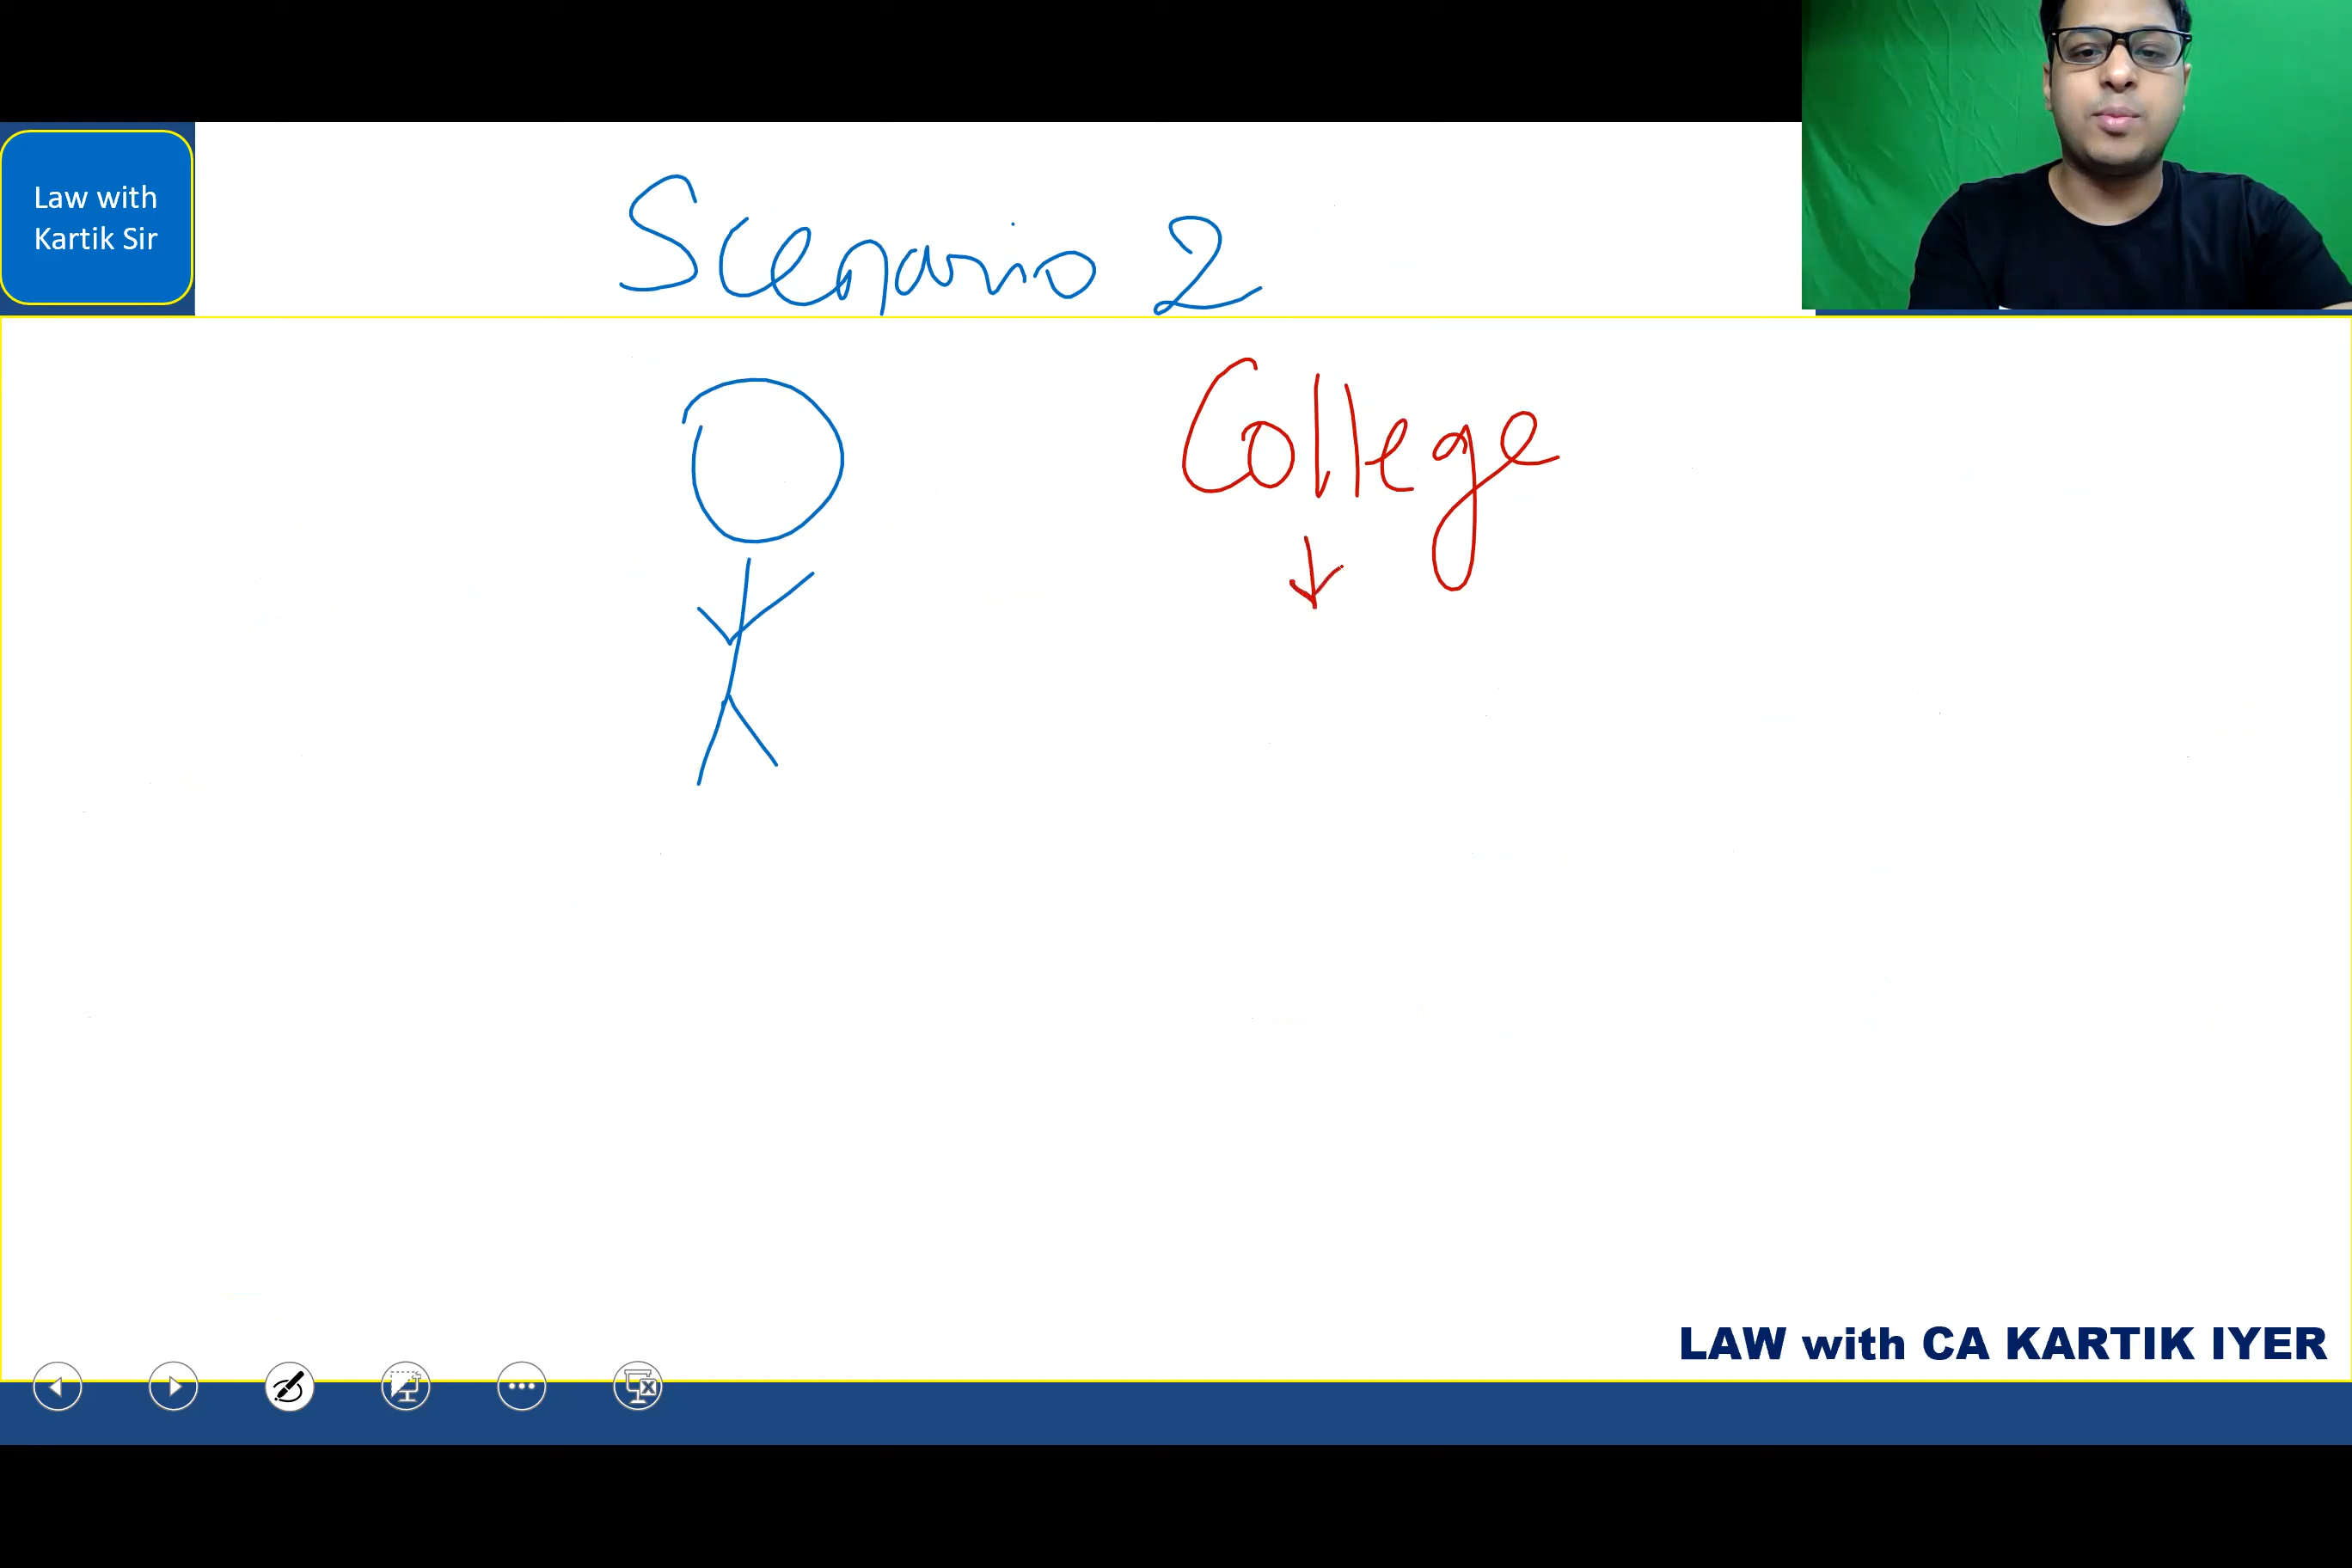 Law with
Kartik Sir
Scenario 2
College
LAW with CA KARTIK IYER